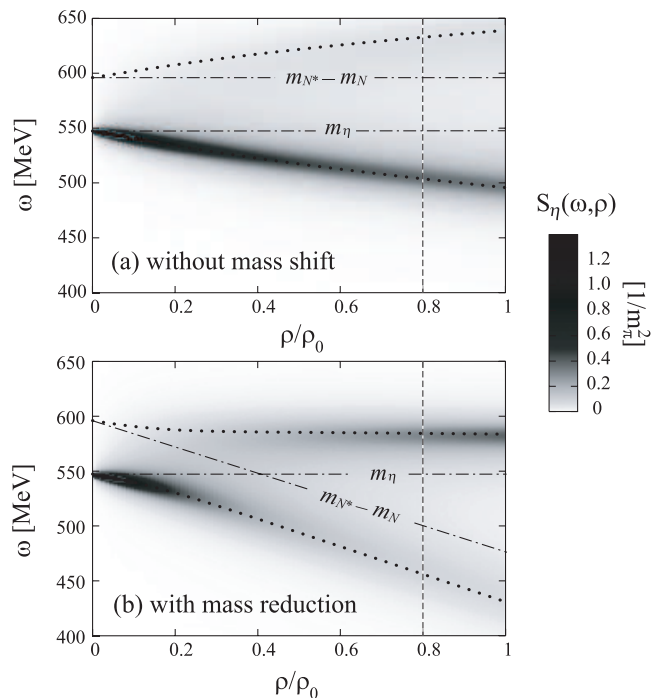 650
600
550
500
450
400
ω [MeV]
m_{N*} – m_N
m_η
(a) without mass shift
0 0.2 0.4 0.6 0.8 1
ρ/ρ_0
S_η(ω,ρ)
1.2
1.0
0.8
0.6
0.4
0.2
0
[1/m_π^2]
650
600
550
500
450
400
ω [MeV]
m_η
m_{N*} – m_N
(b) with mass reduction
0 0.2 0.4 0.6 0.8 1
ρ/ρ_0